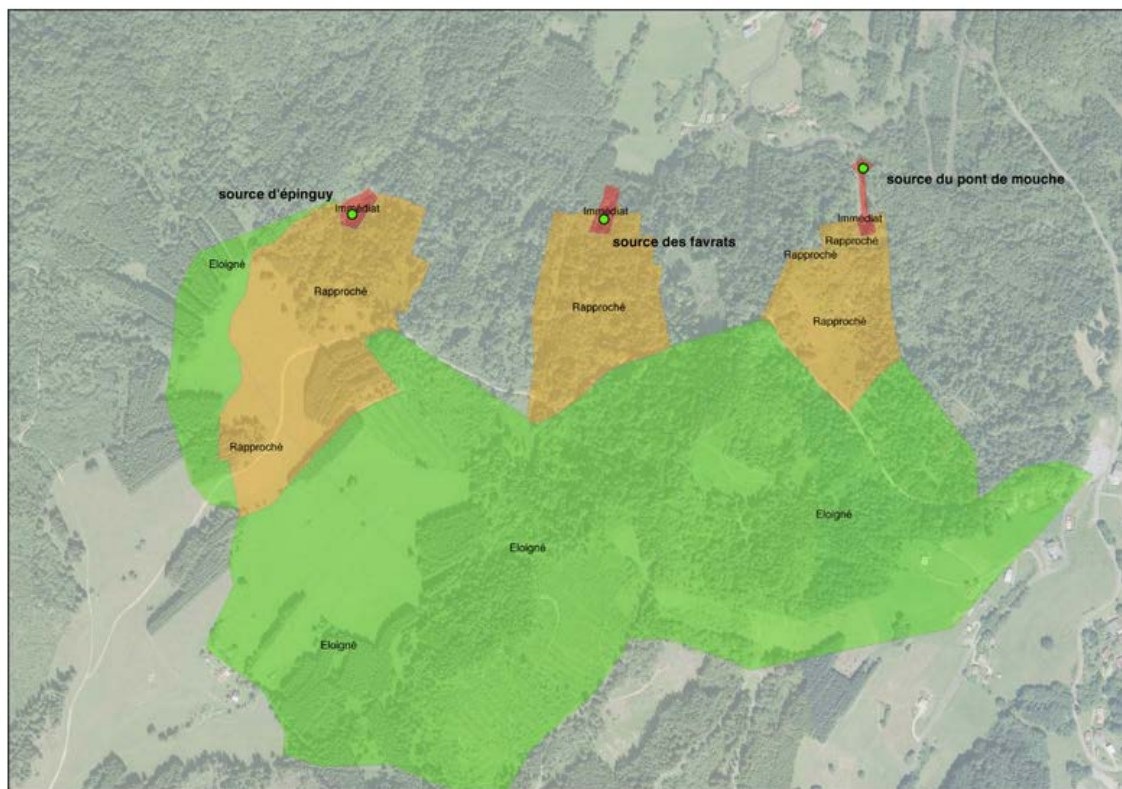 source d'épinguy
Immédiat
Immédiat
source du pont de mouche
Immédiat
source des favrats
Rapproché
Rapproché
Eloigné
Rapproché
Rapproché
Rapproché
Rapproché
Eloigné
Eloigné
Eloigné